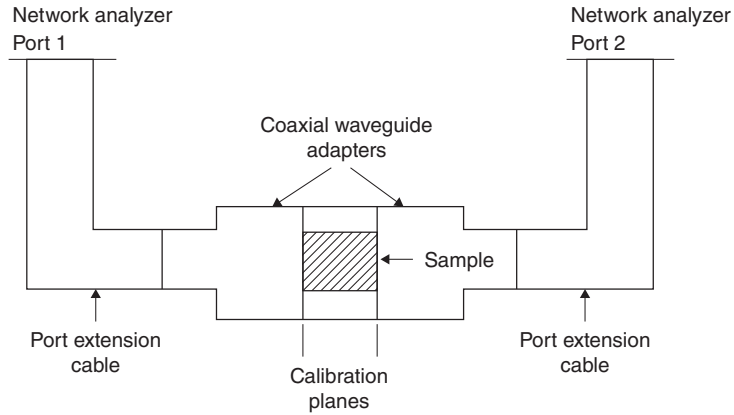 Network analyzer
Port 1
Network analyzer
Port 2
Coaxial waveguide
adapters
Sample
Port extension
cable
Port extension
cable
Calibration
planes